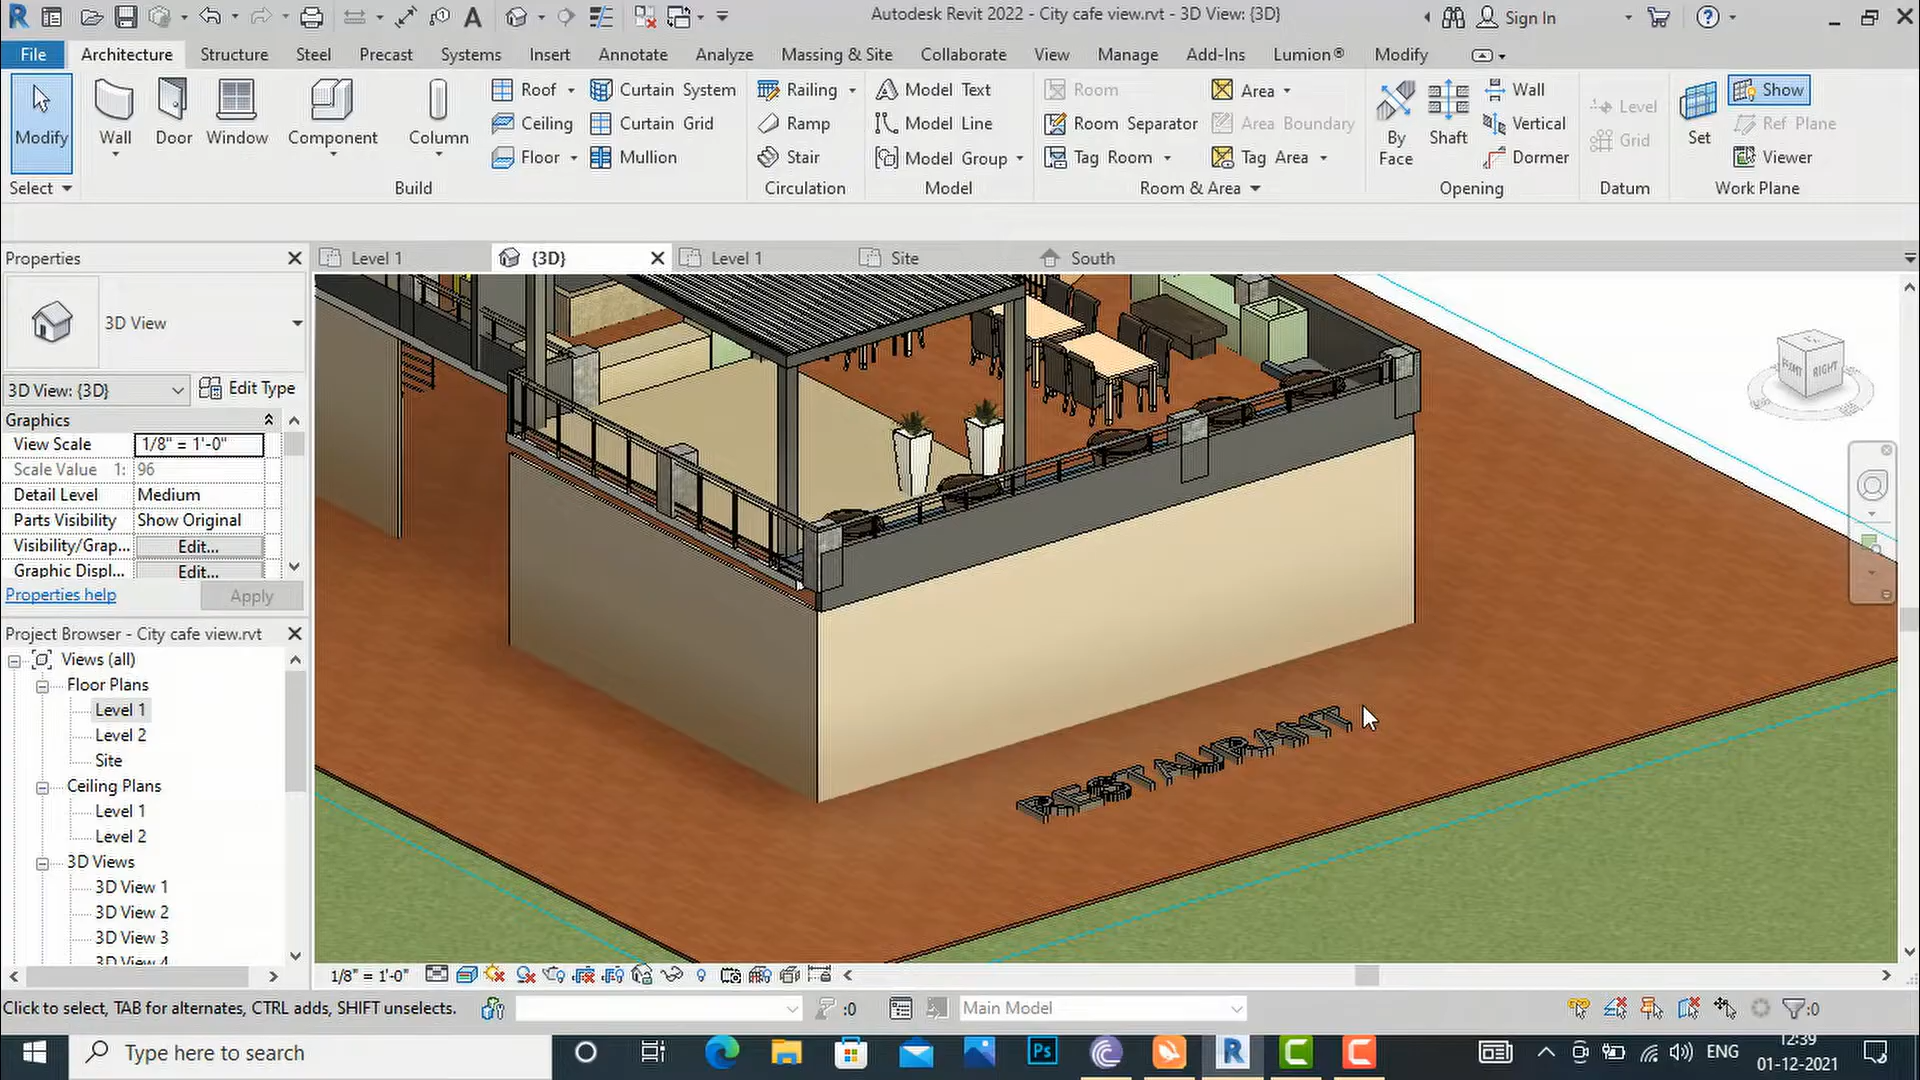 Autodesk Revit 2022 - City cafe view.rvt - 3D View: {3D}
Sign In
File Architecture Structure Steel Precast Systems Insert Annotate Analyze Massing & Site Collaborate View Manage Add-Ins Lumion® Modify
Modify
Wall
Door
Window
Component
Column
Roof
Ceiling
Floor
Curtain System
Curtain Grid
Mullion
Railing
Ramp
Stair
Model Text
Model Line
Model Group
Room
Room Separator
Tag Room
Area
Area Boundary
Tag Area
By
Face
Shaft
Wall
Vertical
Dormer
Level
Grid
Set
Show
Ref Plane
Viewer
Select Build Circulation Model Room & Area Opening Datum Work Plane
Properties
Level 1 {3D} Level 1 Site South
3D View
3D View: {3D} Edit Type
Graphics
View Scale 1/8" = 1'-0"
Scale Value 1: 96
Detail Level Medium
Parts Visibility Show Original
Visibility/Grap... Edit...
Graphic Displ... Edit...
Properties help Apply
Project Browser - City cafe view.rvt
Views (all)
Floor Plans
Level 1
Level 2
Site
Ceiling Plans
Level 1
Level 2
3D Views
3D View 1
3D View 2
3D View 3
3D View 4
FRONT RIGHT
RESTAURANT
1/8" = 1'-0"
Click to select, TAB for alternates, CTRL adds, SHIFT unselects.
:0
Main Model
:0
Type here to search
Ps
ENG
12:39
01-12-2021